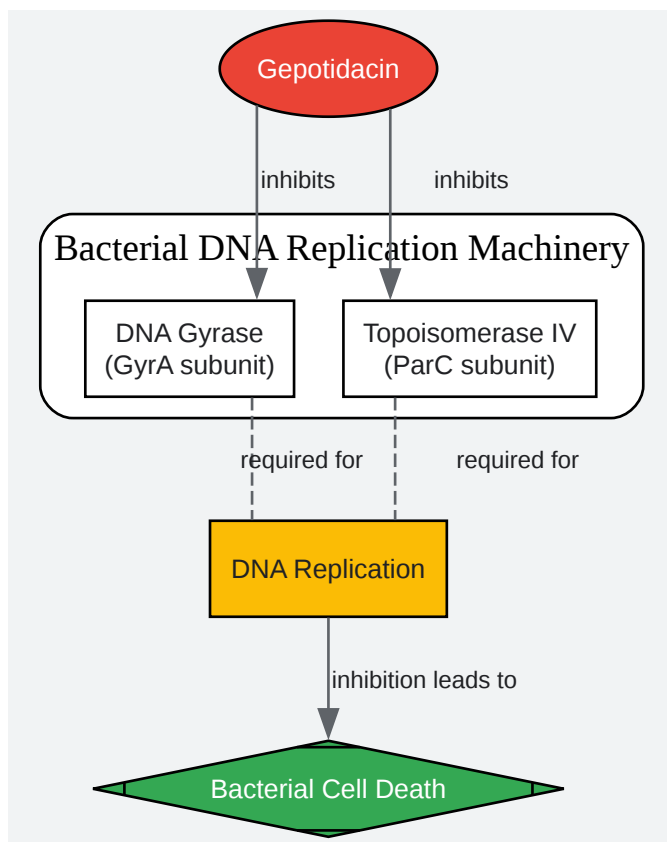 Gepotidacin
inhibits
inhibits
Bacterial DNA Replication Machinery
DNA Gyrase
(GyrA subunit)
Topoisomerase IV
(ParC subunit)
required for
required for
DNA Replication
inhibition leads to
Bacterial Cell Death